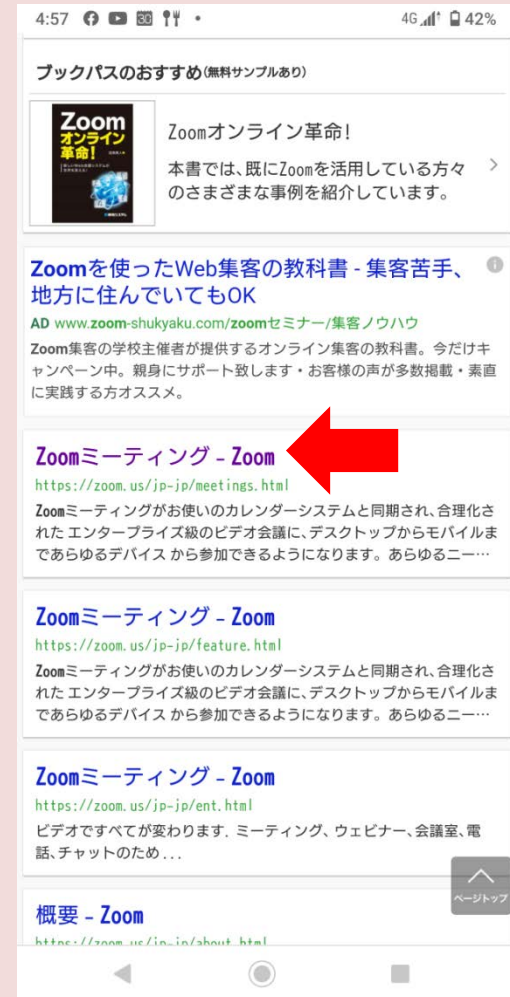 4:57 30 4G 42%
ブックパスのおすすめ(無料サンプルあり)
Zoom
オンライン
革命!
Zoomオンライン革命!
本書では、既にZoomを活用している方々
のさまざまな事例を紹介しています。
Zoomを使ったWeb集客の教科書 - 集客苦手、
地方に住んでいてもOK
AD www.zoom-shukyaku.com/zoomセミナー/集客ノウハウ
Zoom集客の学校主催者が提供するオンライン集客の教科書。今だけキ
ャンペーン中。親身にサポート致します・お客様の声が多数掲載・素直
に実践する方オススメ。
Zoomミーティング – Zoom
https://zoom.us/jp-jp/meetings.html
Zoomミーティングがお使いのカレンダーシステムと同期され、合理化さ
れた エンタープライズ級のビデオ会議に、デスクトップからモバイルま
であらゆるデバイス から参加できるようになります。あらゆるニー…
Zoomミーティング – Zoom
https://zoom.us/jp-jp/feature.html
Zoomミーティングがお使いのカレンダーシステムと同期され、合理化さ
れた エンタープライズ級のビデオ会議に、デスクトップからモバイルま
であらゆるデバイス から参加できるようになります。あらゆるニー…
Zoomミーティング – Zoom
https://zoom.us/jp-jp/ent.html
ビデオですべてが変わります. ミーティング、ウェビナー、会議室、電
話、チャットのため...
ページトップ
概要 – Zoom
https://zoom.us/jp-jp/about.html